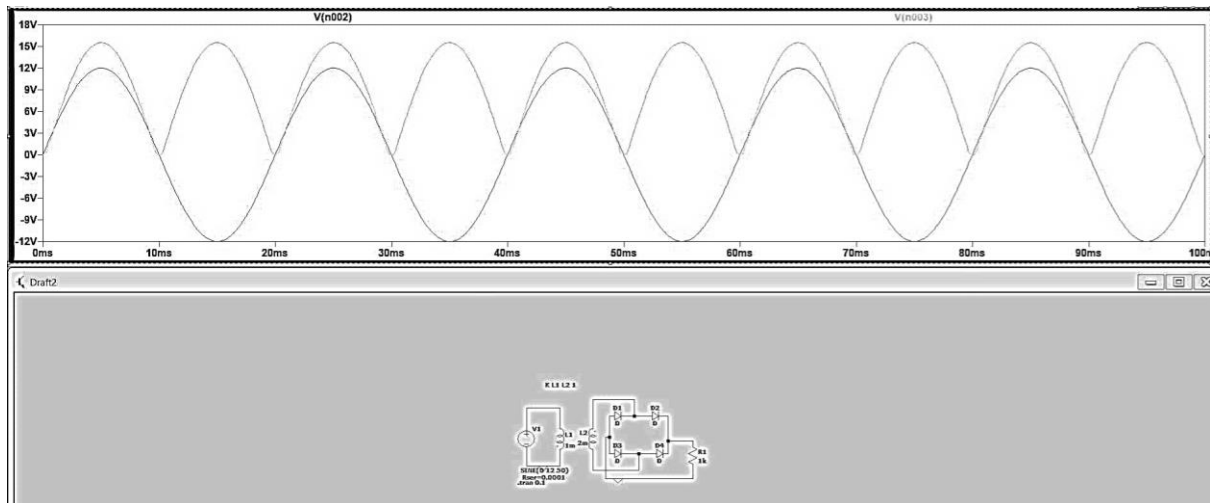 V(n002) V(n003)
18V
15V
12V
9V
6V
3V
0V
-3V
-6V
-9V
-12V
0ms 10ms 20ms 30ms 40ms 50ms 60ms 70ms 80ms 90ms 100m
Draft2
K L1 L2 1
D1 D2
D D
V1
L1
1m
L2
2m
D3 D4
D D
R1
1k
SINE(0 12 50)
Rser=0.0001
.tran 0.1